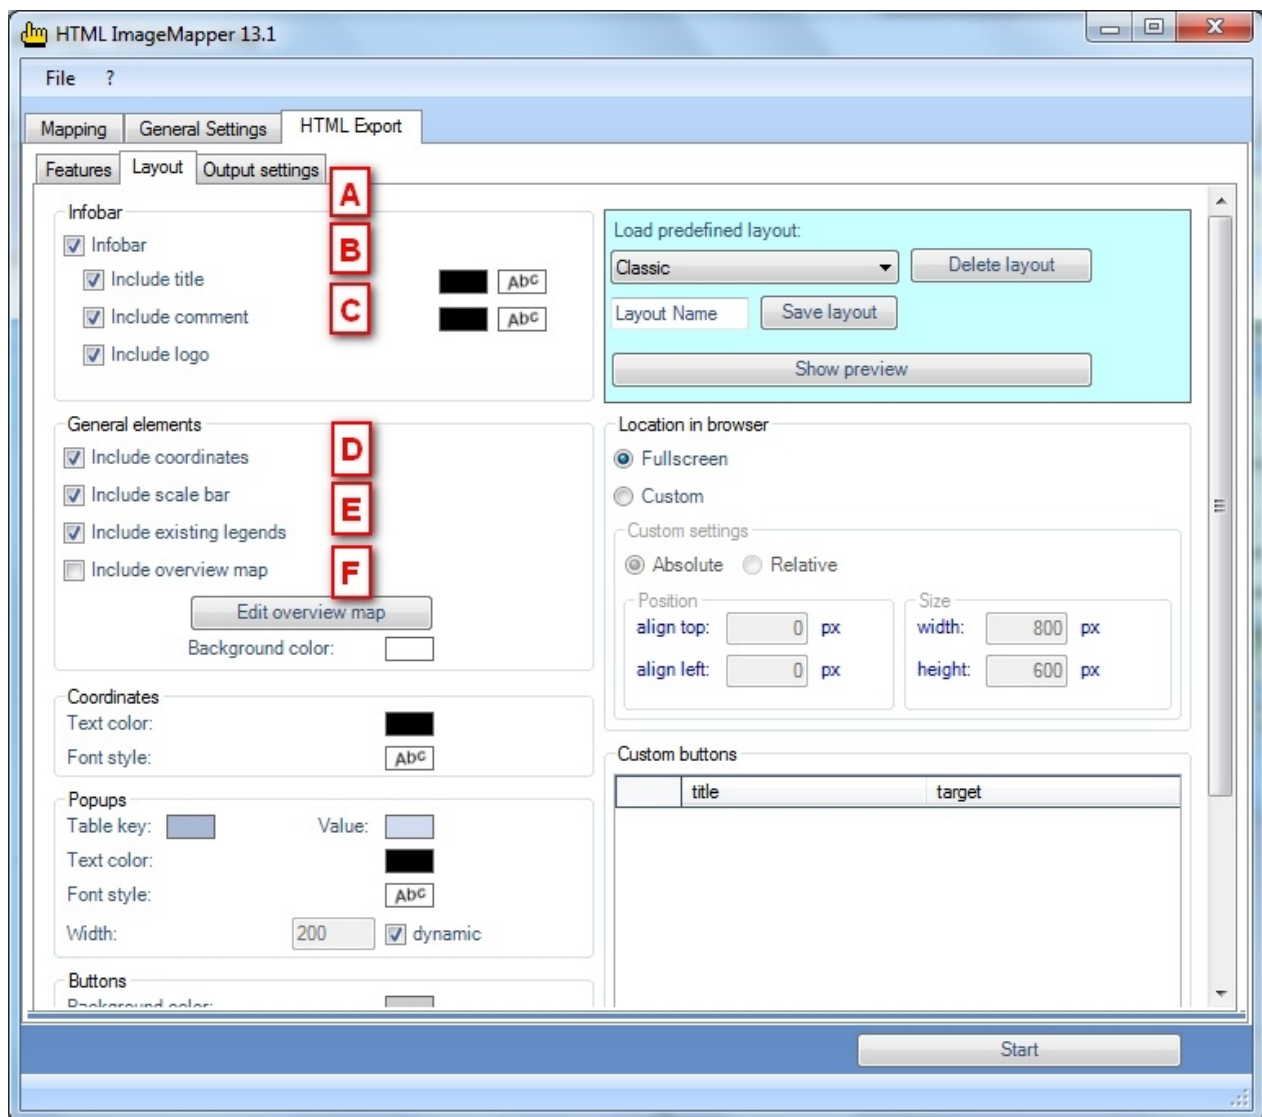 HTML ImageMapper 13.1
File ?
Mapping General Settings HTML Export
Features Layout Output settings
A
Infobar
Infobar
B
Include title Abc
C
Include comment Abc
Include logo
Load predefined layout:
Classic Delete layout
Layout Name Save layout
Show preview
General elements
D
Include coordinates
Include scale bar
E
Include existing legends
Include overview map
F
Edit overview map
Background color:
Location in browser
Fullscreen
Custom
Custom settings
Absolute Relative
Position
align top: 0 px
align left: 0 px
Size
width: 800 px
height: 600 px
Coordinates
Text color:
Font style: Abc
Popups
Table key: Value:
Text color:
Font style: Abc
Width: 200 dynamic
Custom buttons
title target
Buttons
Background color:
Start